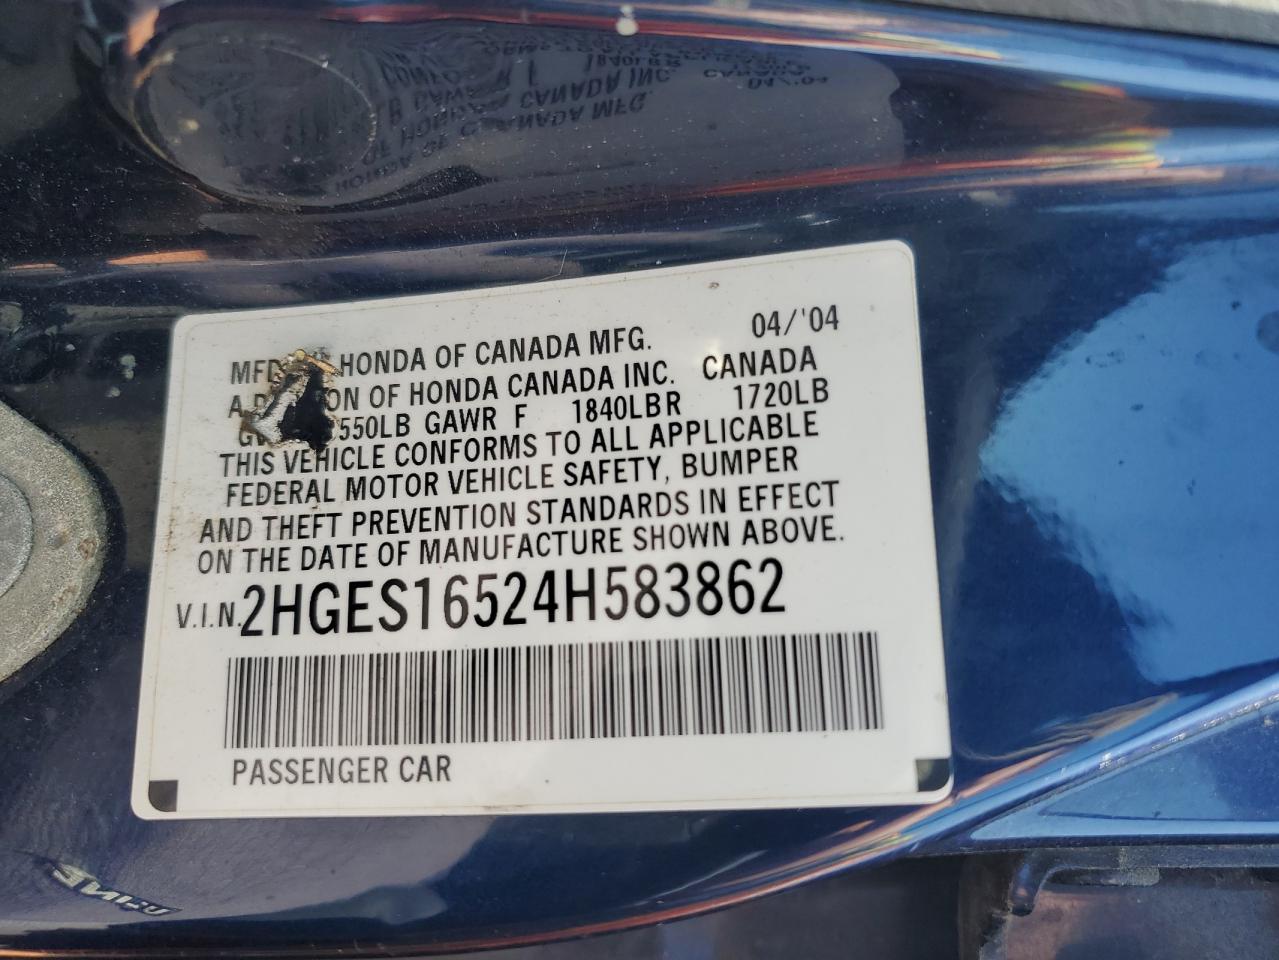 MFD HONDA OF CANADA MFG. 04/'04
A ON OF HONDA CANADA INC. CANADA
550LB GAWR F 1840LB R 1720LB
THIS VEHICLE CONFORMS TO ALL APPLICABLE
FEDERAL MOTOR VEHICLE SAFETY, BUMPER
AND THEFT PREVENTION STANDARDS IN EFFECT
ON THE DATE OF MANUFACTURE SHOWN ABOVE.
V.I.N. 2HGES16524H583862
PASSENGER CAR